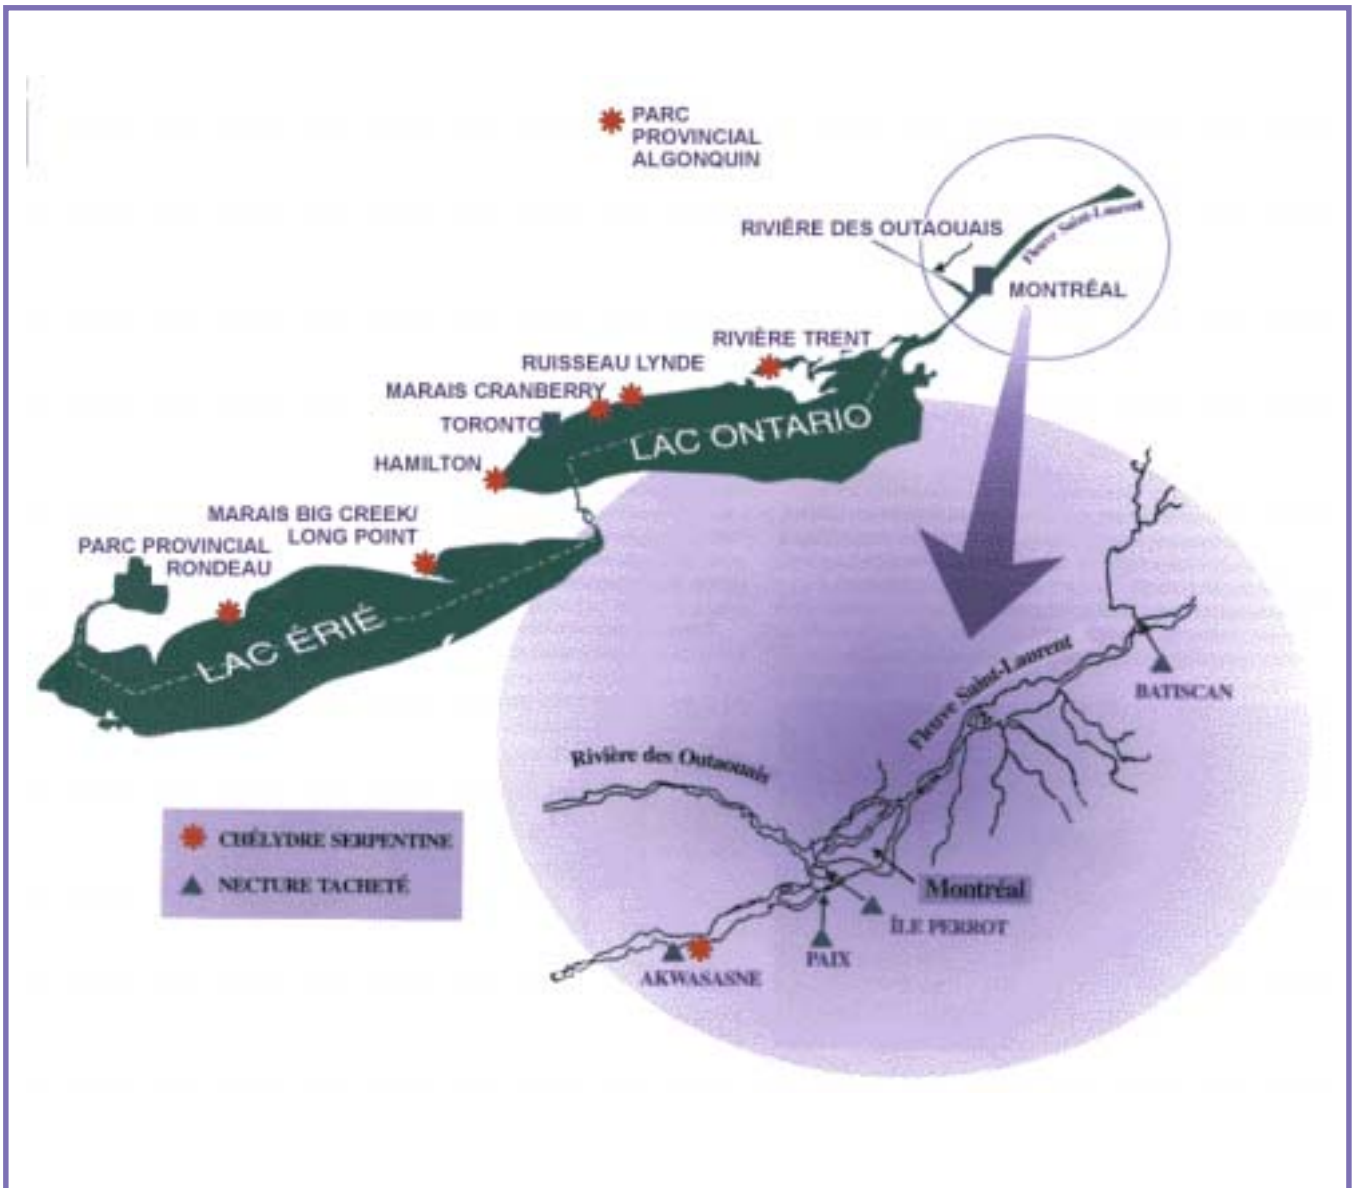 PARC
PROVINCIAL
ALGONQUIN
RIVIÈRE DES OUTAOUAIS
Fleuve Saint-Laurent
MONTRÉAL
RIVIÈRE TRENT
RUISSEAU LYNDE
MARAIS CRANBERRY
TORONTO
LAC ONTARIO
HAMILTON
MARAIS BIG CREEK/
LONG POINT
PARC PROVINCIAL
RONDEAU
LAC ÉRIÉ
Fleuve Saint-Laurent
BATISCAN
Rivière des Outaouais
CHÉLYDRE SERPENTINE
NECTURE TACHETÉ
Montréal
ÎLE PERROT
PAIX
AKWASASNE